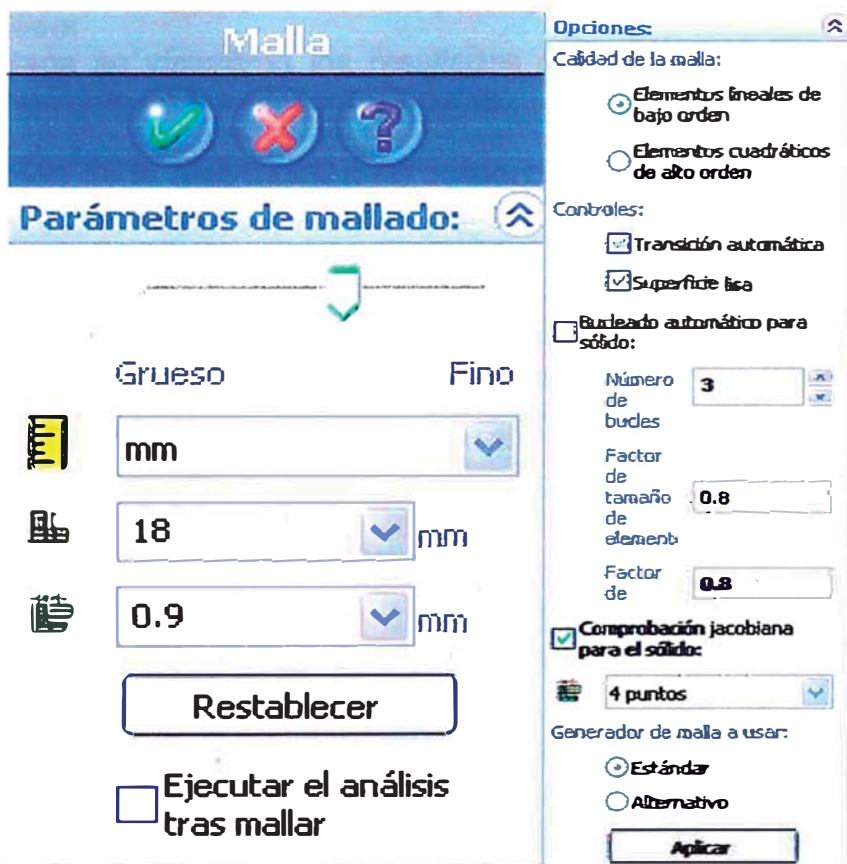 Malla
Parámetros de mallado:
Grueso Fino
mm
18 mm
0.9 mm
Restablecer
Ejecutar el análisis
tras mallar
Opciones:
Calidad de la malla:
Elementos lineales de
bajo orden
Elementos cuadráticos
de alto orden
Controles:
Transición automática
Superficie lisa
Bucleado automático para
sólido:
Número
de
bucles
3
Factor
de
tamaño
de
element
0.8
Factor
de
0.8
Comprobación jacobiana
para el sólido:
4 puntos
Generador de malla a usar:
Estándar
Alternativo
Aplicar